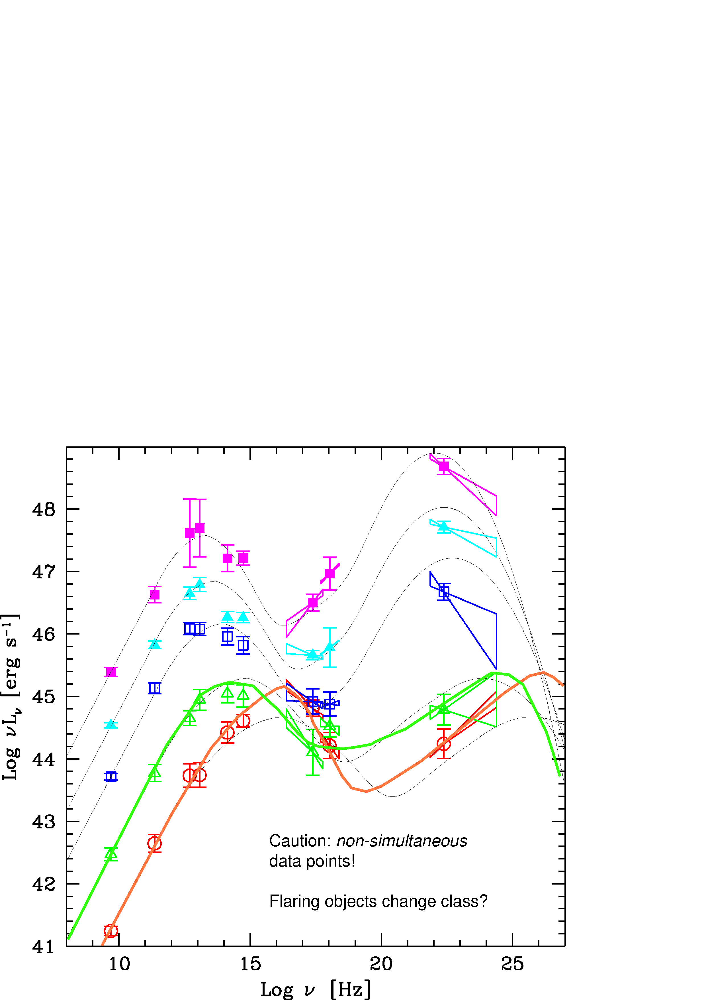 48
47
46
45
44
43
42
41
Log νLν [erg s⁻¹]
Caution: non-simultaneous
data points!
Flaring objects change class?
10 15 20 25
Log ν [Hz]